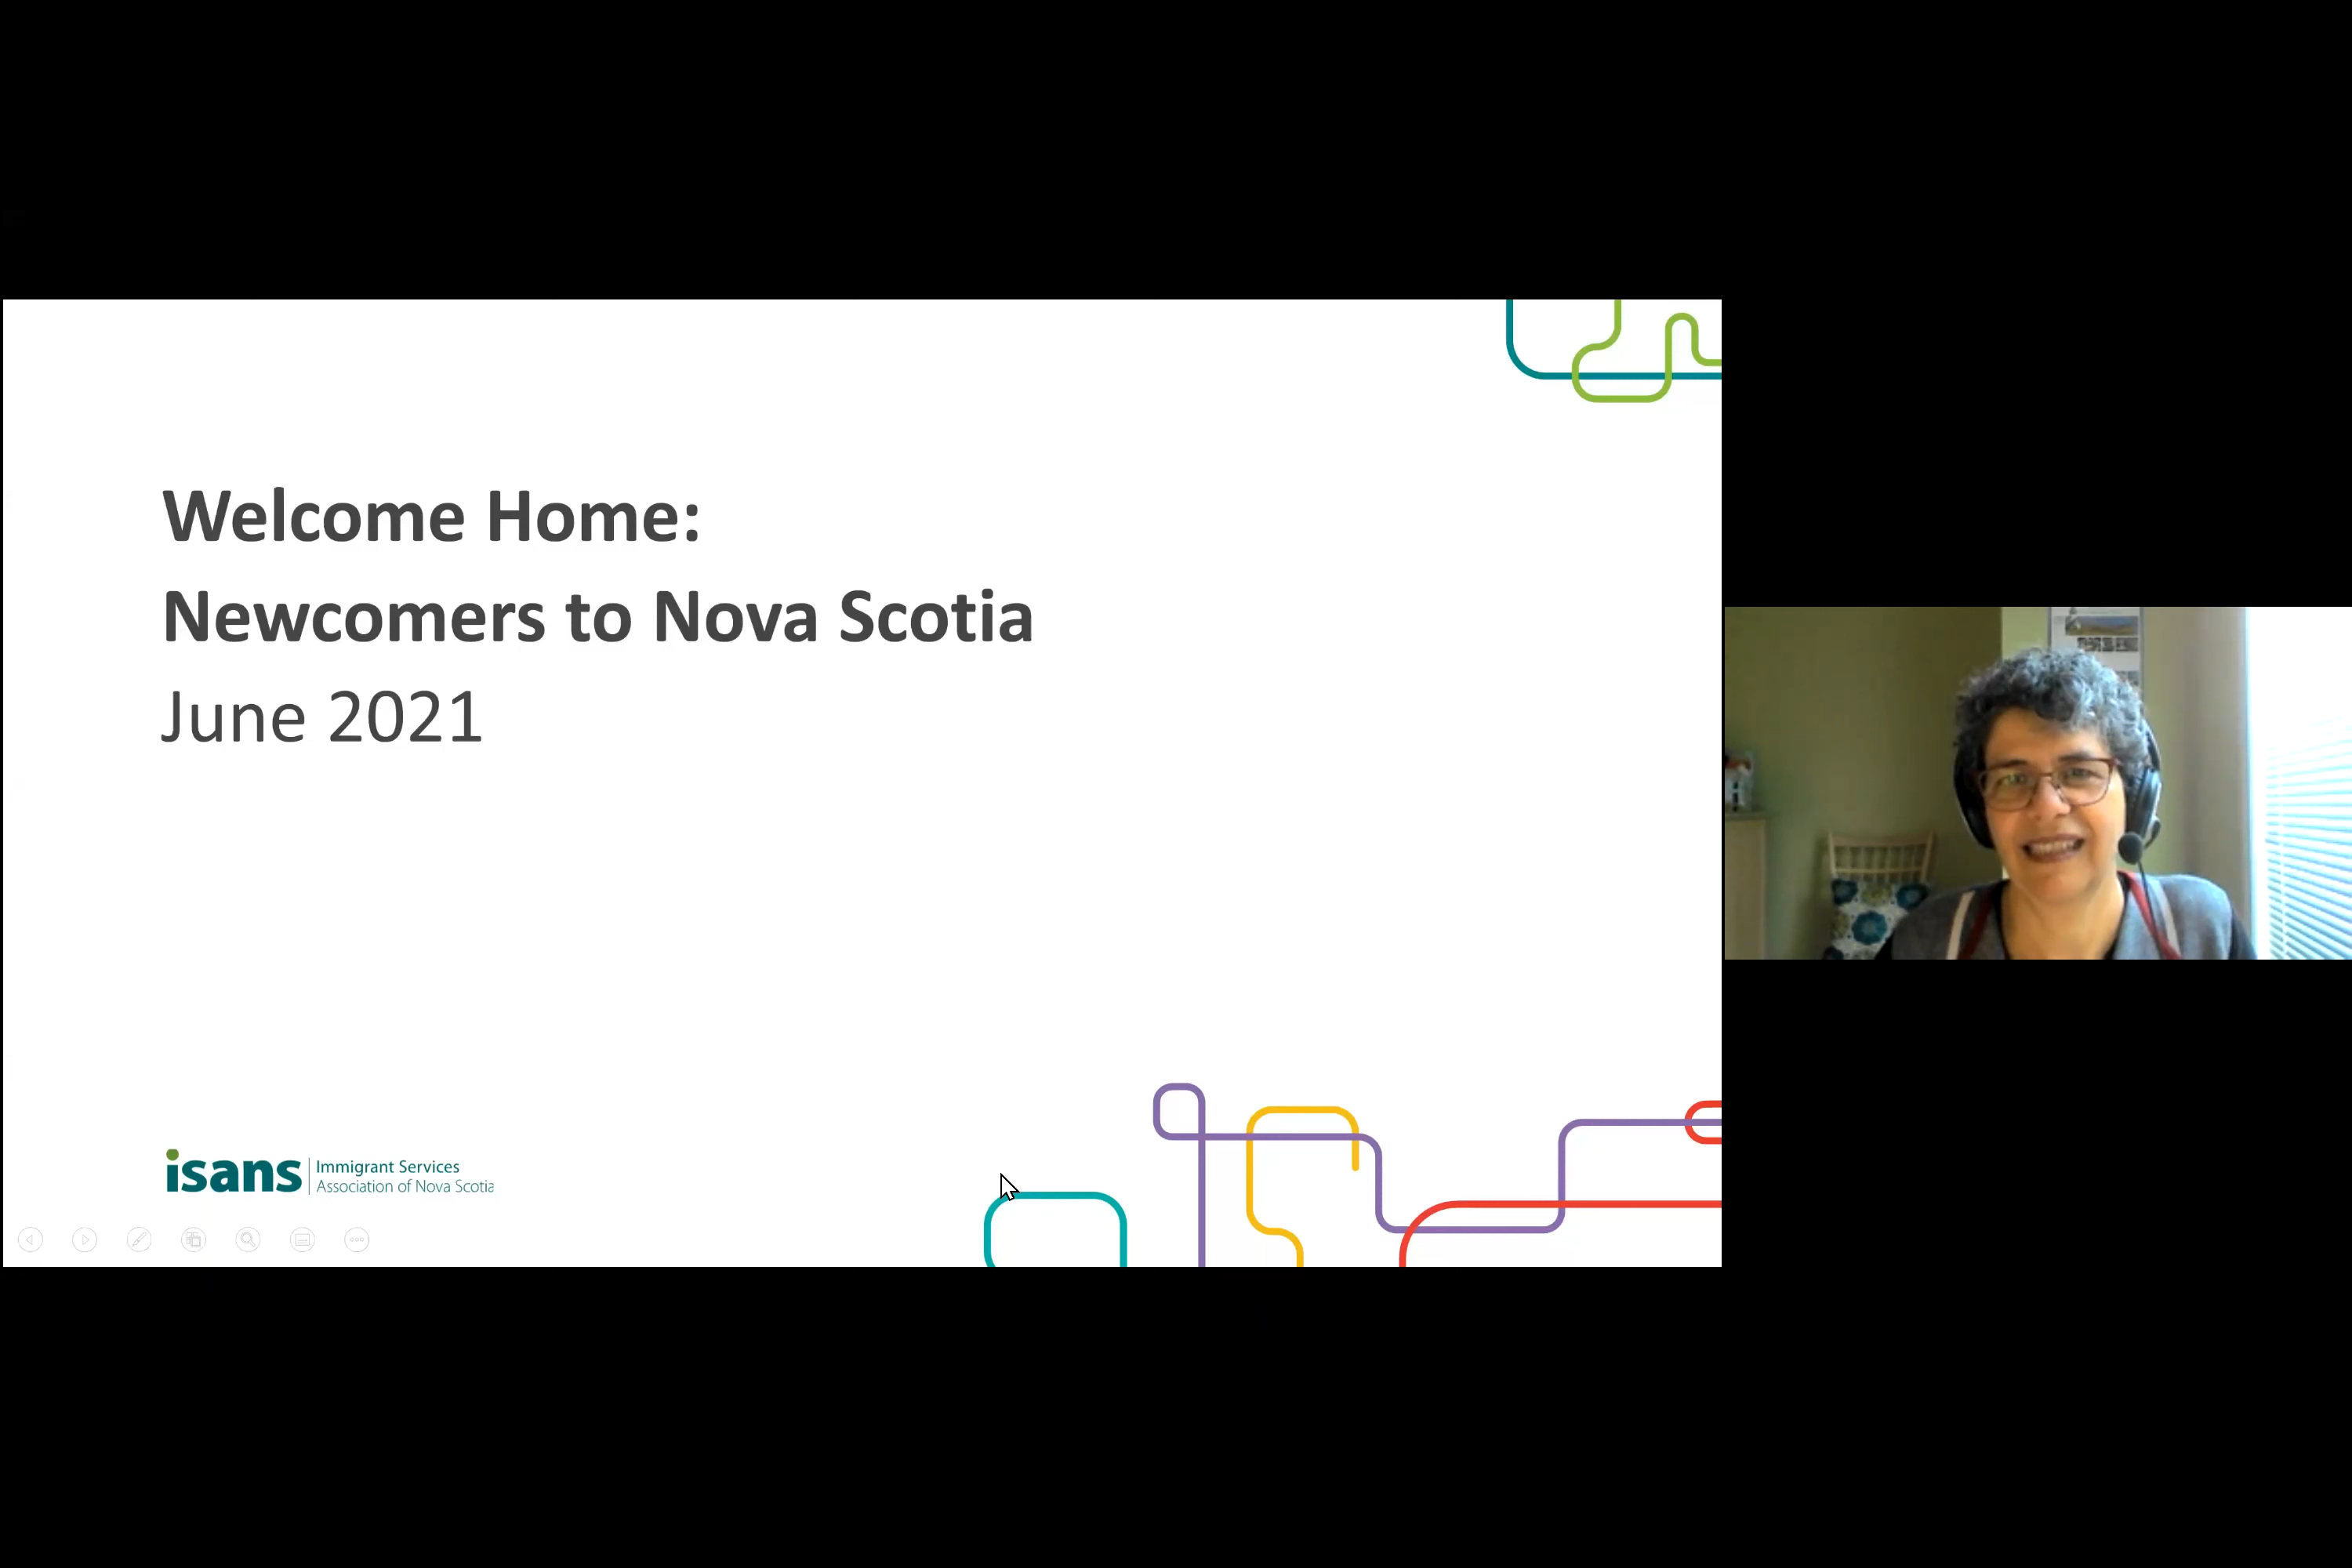 Welcome Home:
Newcomers to Nova Scotia
June 2021
isans
Immigrant Services
Association of Nova Scotia